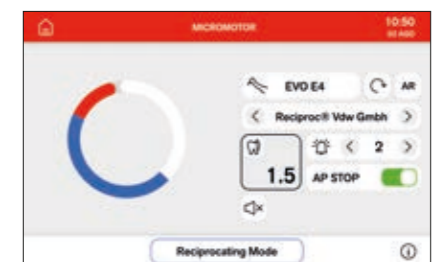 MICROMOTOR
10:50
EVO E4
AR
< Reciproc® Vdw Gmbh >
< 2 >
1.5
AP STOP
Reciprocating Mode